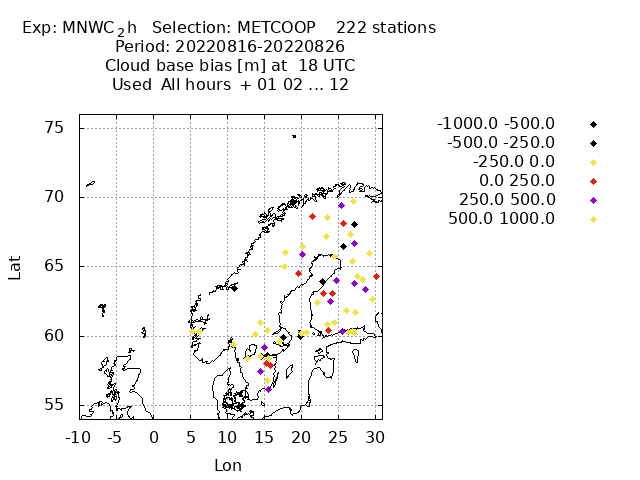 Exp: MNWC_2h   Selection: METCOOP    222 stations
Period: 20220816-20220826
Cloud base bias [m] at  18 UTC
Used  All hours  + 01 02 ... 12
-1000.0 -500.0
-500.0 -250.0
-250.0 0.0
0.0 250.0
250.0 500.0
500.0 1000.0
75
70
65
60
55
Lat
-10 -5 0 5 10 15 20 25 30
Lon